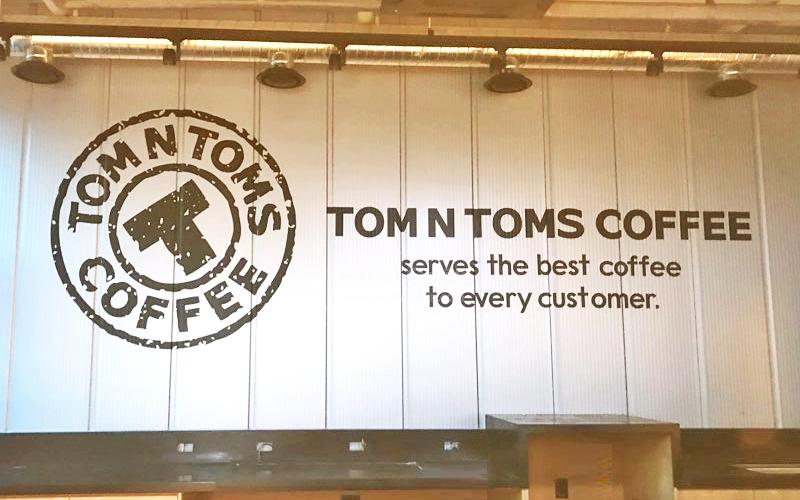 TOM N TOMS
T
COFFEE
TOM N TOMS COFFEE
serves the best coffee
to every customer.